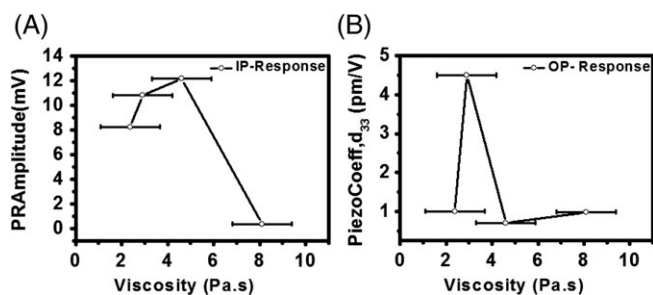 (A)
IP-Response
PRAmplitude(mV)
14
12
10
8
6
4
2
0
0 2 4 6 8 10
Viscosity (Pa.s)
(B)
OP- Response
PiezoCoeff,d33 (pm/V)
5
4
3
2
1
0 2 4 6 8 10
Viscosity (Pa.s)